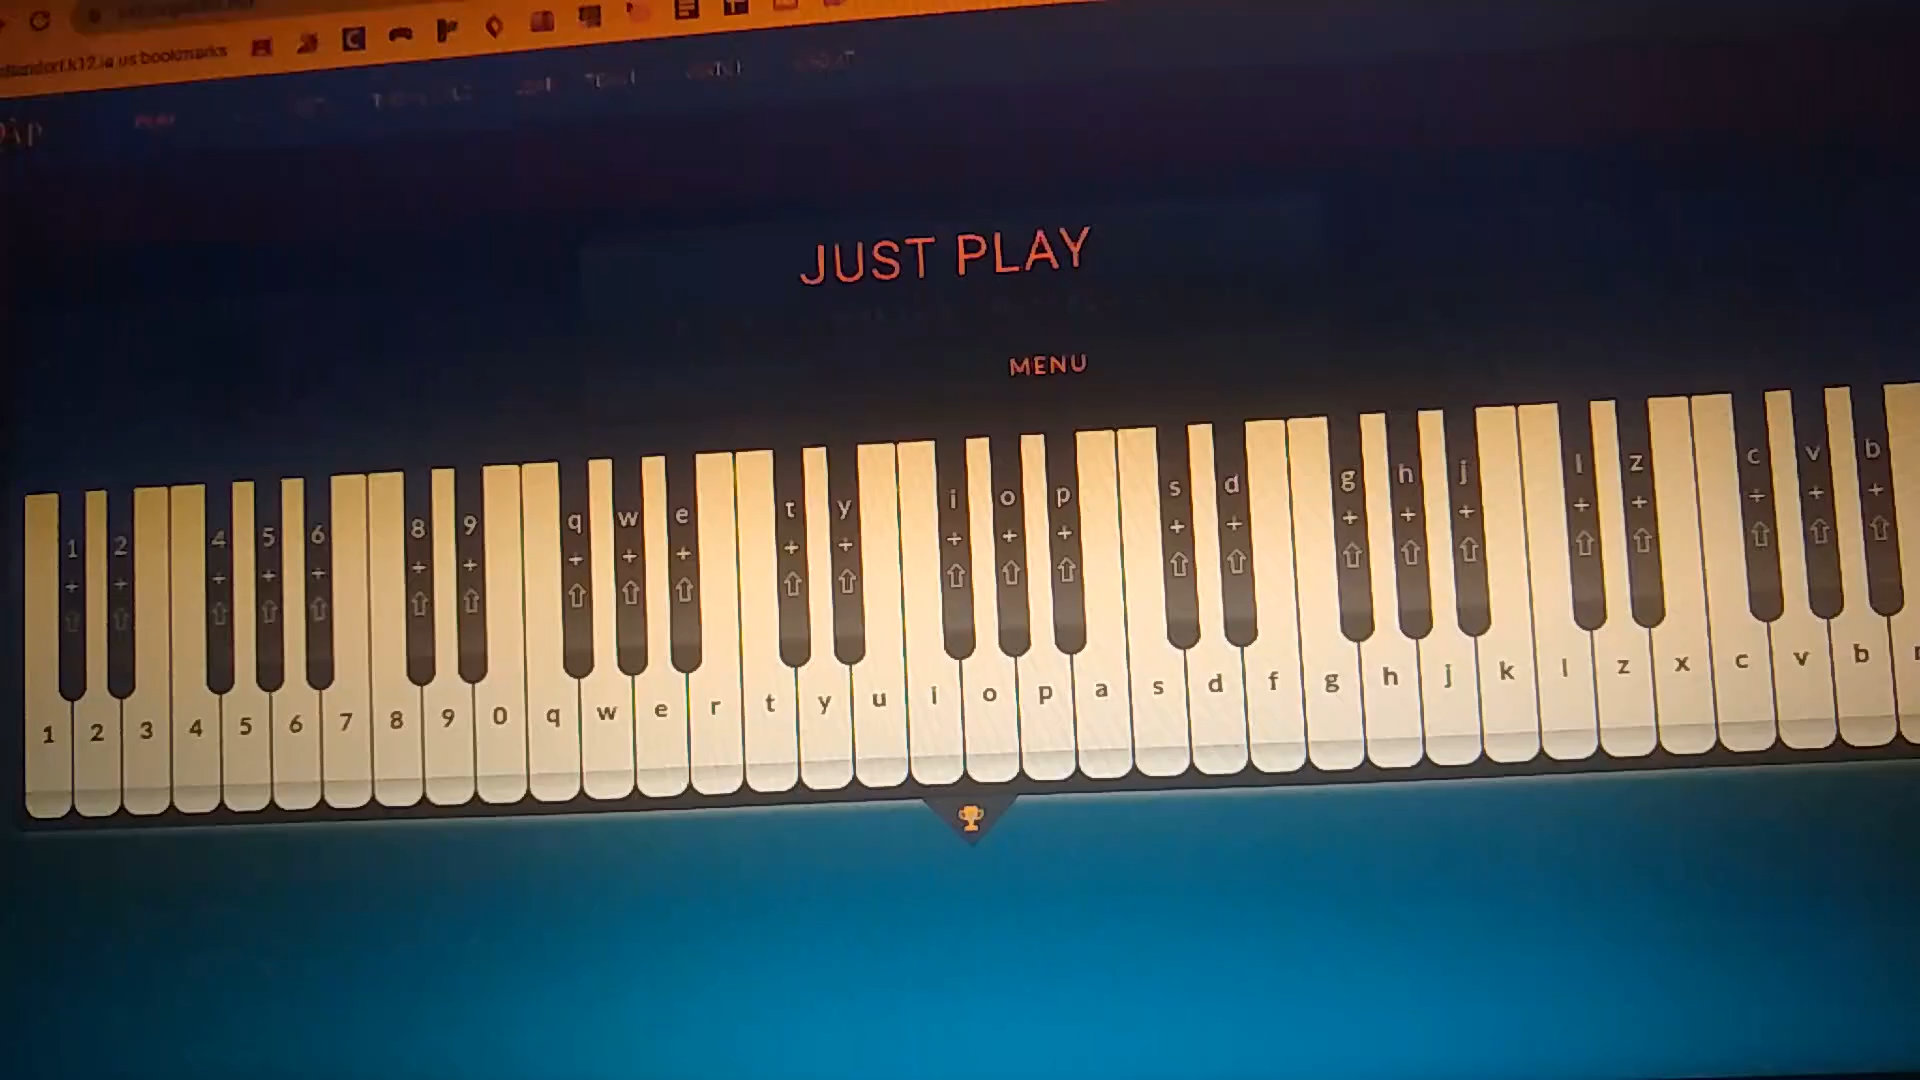 PLAY
JUST PLAY
MENU
1 2 4 5 6 8 9 q w e t y i o p s d g h j l z c v b
+ + + + + + + + + + + + + + + + + + + + + + + + +
⇧ ⇧ ⇧ ⇧ ⇧ ⇧ ⇧ ⇧ ⇧ ⇧ ⇧ ⇧ ⇧ ⇧ ⇧ ⇧ ⇧ ⇧ ⇧ ⇧ ⇧ ⇧ ⇧ ⇧ ⇧
1 2 3 4 5 6 7 8 9 0 q w e r t y u i o p a s d f g h j k l z x c v b